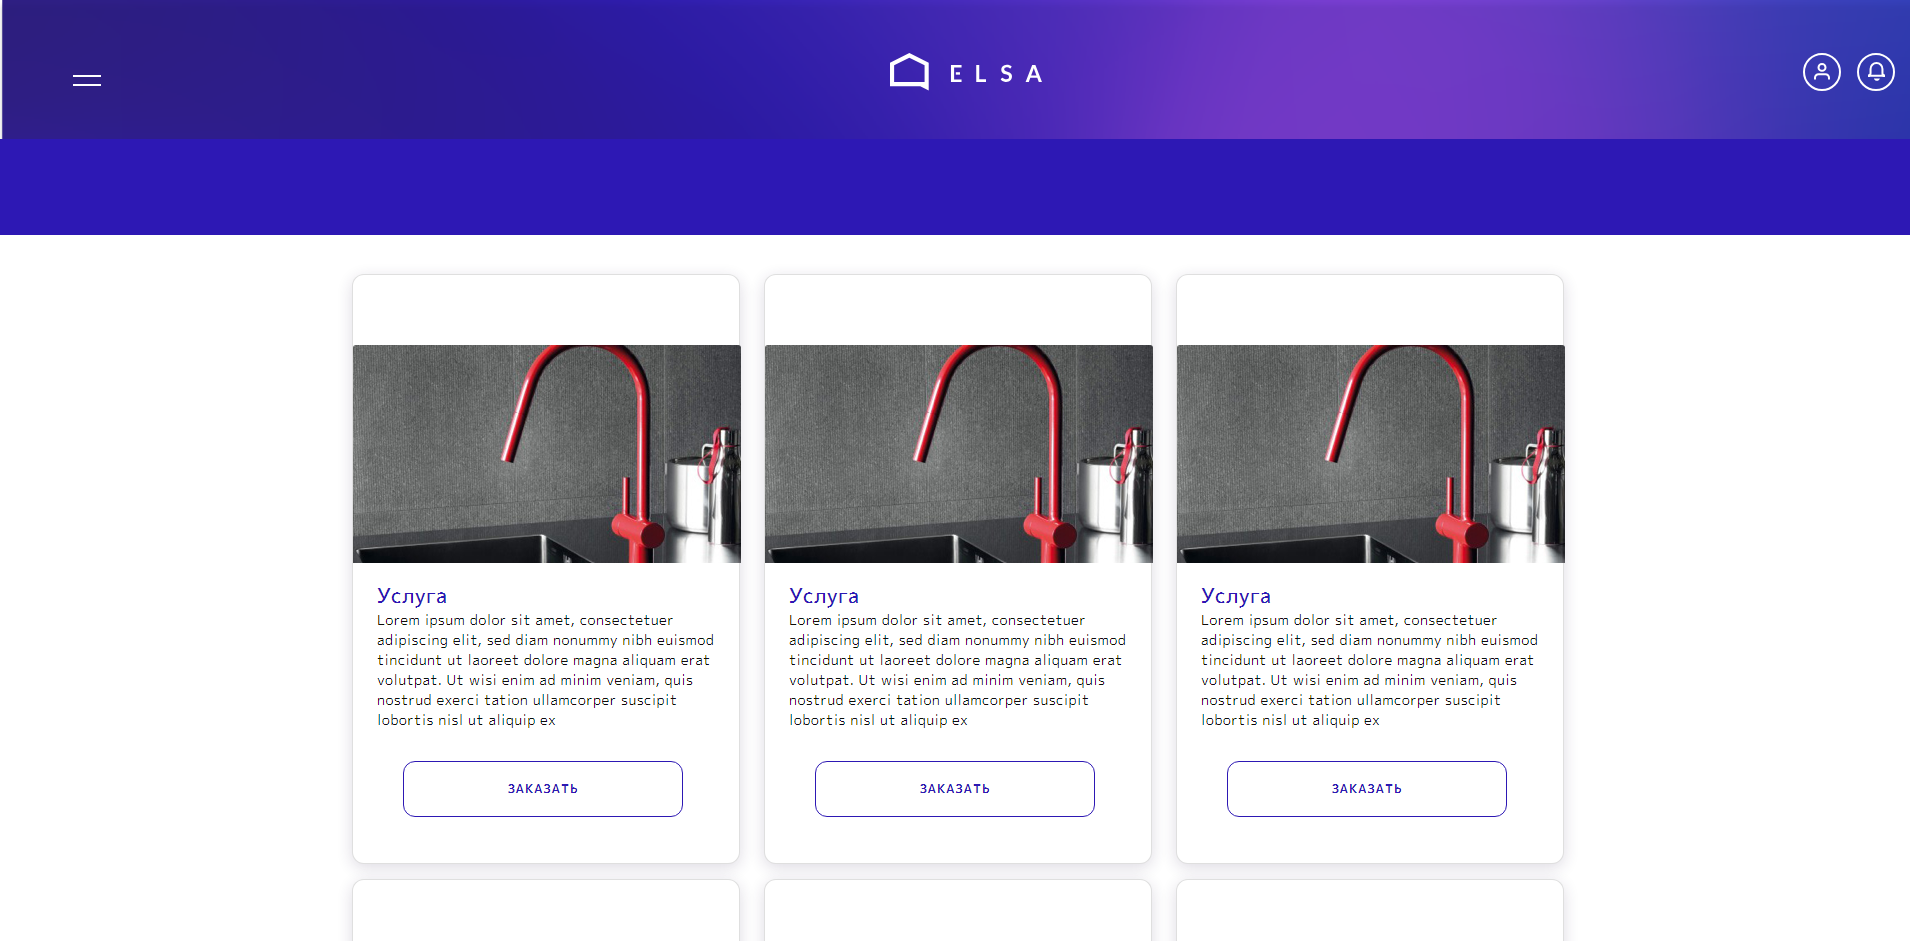 ELSA
Услуга
Lorem ipsum dolor sit amet, consectetuer
adipiscing elit, sed diam nonummy nibh euismod
tincidunt ut laoreet dolore magna aliquam erat
volutpat. Ut wisi enim ad minim veniam, quis
nostrud exerci tation ullamcorper suscipit
lobortis nisl ut aliquip ex
ЗАКАЗАТЬ
Услуга
Lorem ipsum dolor sit amet, consectetuer
adipiscing elit, sed diam nonummy nibh euismod
tincidunt ut laoreet dolore magna aliquam erat
volutpat. Ut wisi enim ad minim veniam, quis
nostrud exerci tation ullamcorper suscipit
lobortis nisl ut aliquip ex
ЗАКАЗАТЬ
Услуга
Lorem ipsum dolor sit amet, consectetuer
adipiscing elit, sed diam nonummy nibh euismod
tincidunt ut laoreet dolore magna aliquam erat
volutpat. Ut wisi enim ad minim veniam, quis
nostrud exerci tation ullamcorper suscipit
lobortis nisl ut aliquip ex
ЗАКАЗАТЬ